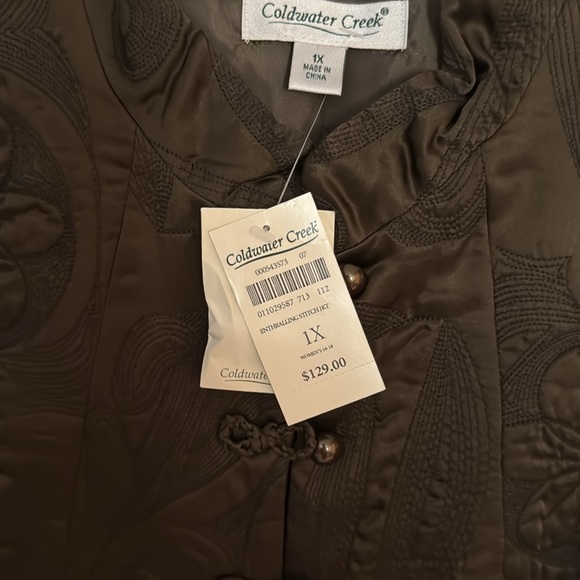 Coldwater Creek®
1X
MADE IN
CHINA
Coldwater Creek®
000543573 07
011029587 713 112
ENTHRALLING STITCH JKT
1X
WOMEN'S 16-18
$129.00
Coldwater